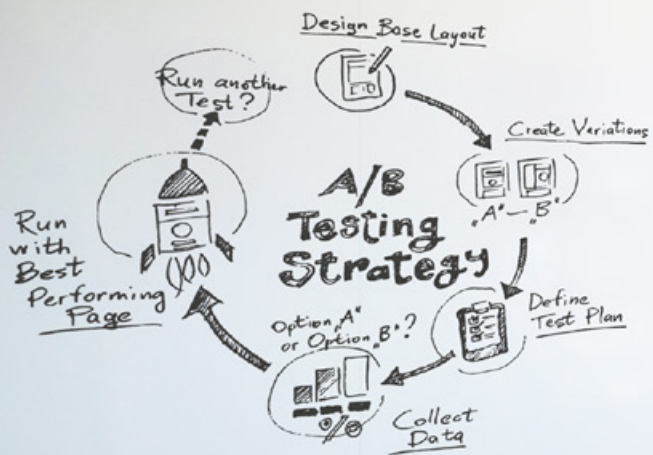 Design Base Layout
Run another
Test?
Create Variations
A/B
Testing
Strategy
„A“ – „B“
Run
with
Best
Performing
Page
Define
Test Plan
Option „A“
or Option „B“?
%
Collect
Data